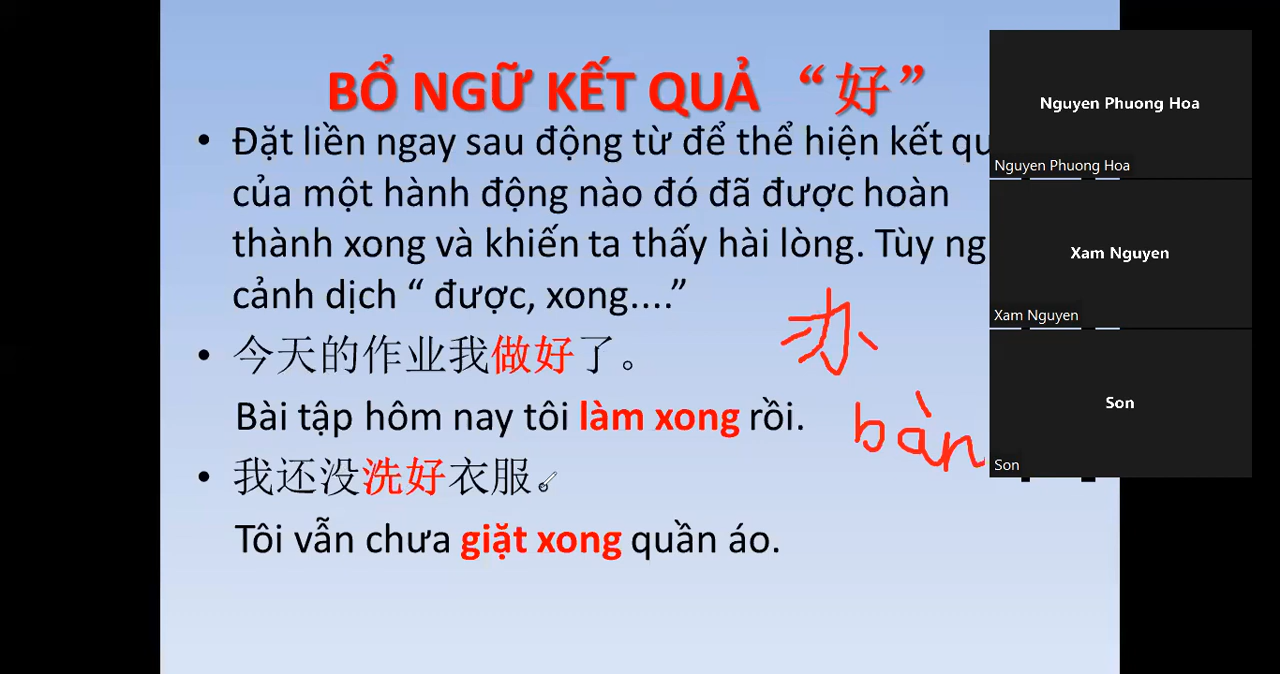 BỔ NGỮ KẾT QUẢ “好”
• Đặt liền ngay sau động từ để thể hiện kết qu
của một hành động nào đó đã được hoàn
thành xong và khiến ta thấy hài lòng. Tùy ng
cảnh dịch “ được, xong....”
• 今天的作业我做好了。
Bài tập hôm nay tôi làm xong rồi.
• 我还没洗好衣服。
Tôi vẫn chưa giặt xong quần áo.
bàn
Nguyen Phuong Hoa
Nguyen Phuong Hoa
Xam Nguyen
Xam Nguyen
Son
Son